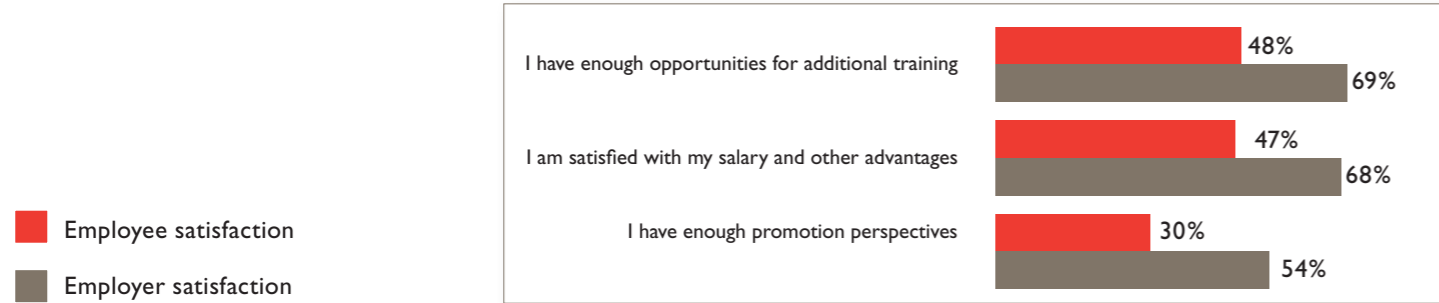 I have enough opportunities for additional training
48%
69%
I am satisfied with my salary and other advantages
47%
68%
I have enough promotion perspectives
30%
54%
Employee satisfaction
Employer satisfaction